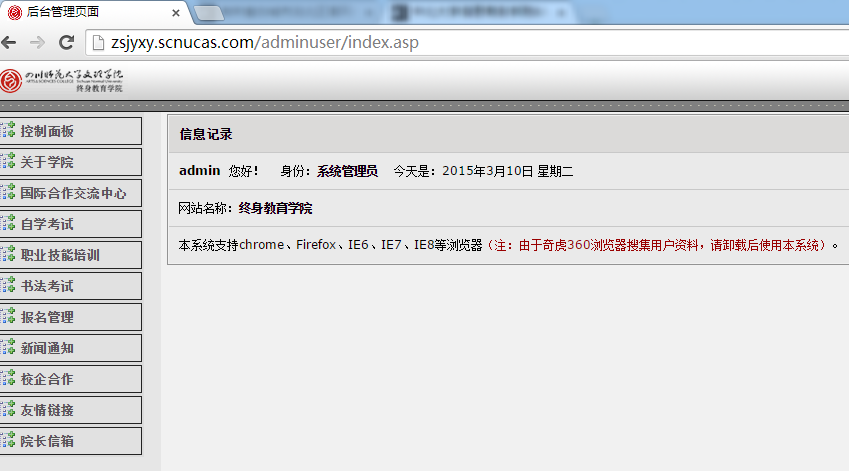 后台管理页面
zsjyxy.scnucas.com/adminuser/index.asp
四川师范大学文理学院
终身教育学院
控制面板
关于学院
国际合作交流中心
自学考试
职业技能培训
书法考试
报名管理
新闻通知
校企合作
友情链接
院长信箱
信息记录
admin 您好! 身份：系统管理员 今天是：2015年3月10日 星期二
网站名称：终身教育学院
本系统支持chrome、Firefox、IE6、IE7、IE8等浏览器（注：由于奇虎360浏览器搜集用户资料，请卸载后使用本系统）。